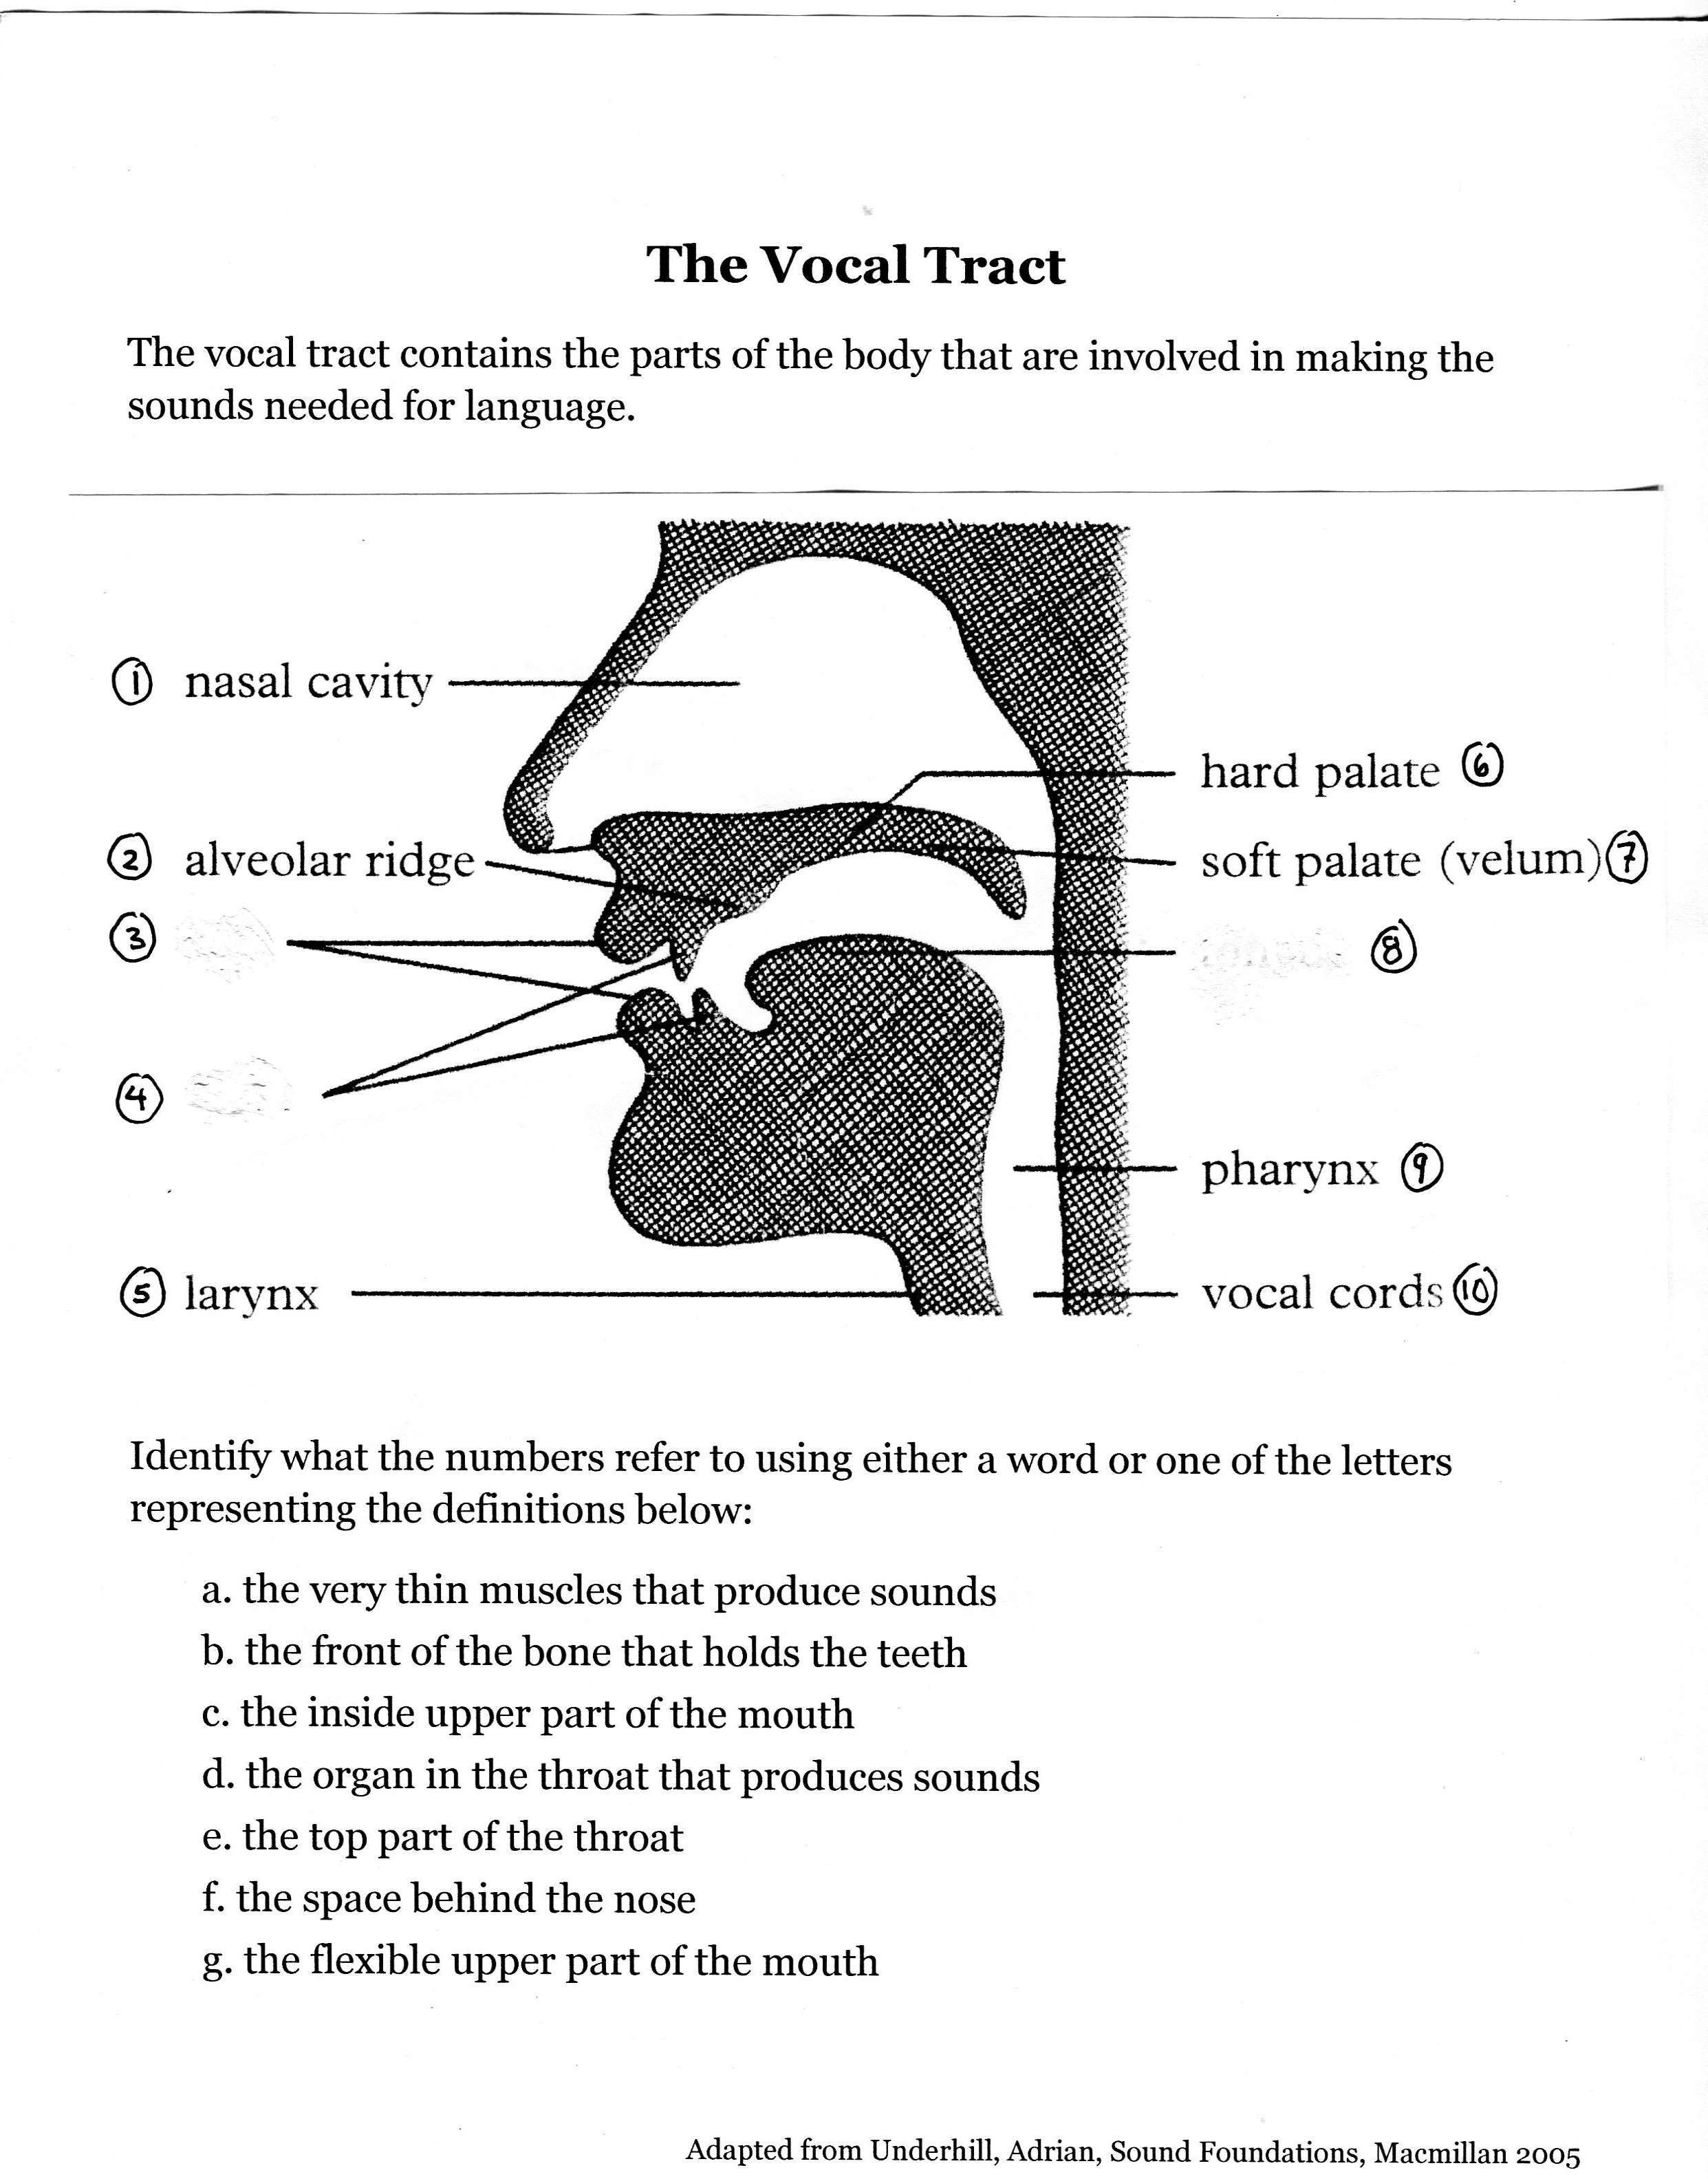 The Vocal Tract
The vocal tract contains the parts of the body that are involved in making the
sounds needed for language.
① nasal cavity
hard palate ⑥
② alveolar ridge
soft palate (velum) ⑦
③
⑧
④
pharynx ⑨
⑤ larynx
vocal cords ⑩
Identify what the numbers refer to using either a word or one of the letters
representing the definitions below:
a. the very thin muscles that produce sounds
b. the front of the bone that holds the teeth
c. the inside upper part of the mouth
d. the organ in the throat that produces sounds
e. the top part of the throat
f. the space behind the nose
g. the flexible upper part of the mouth
Adapted from Underhill, Adrian, Sound Foundations, Macmillan 2005